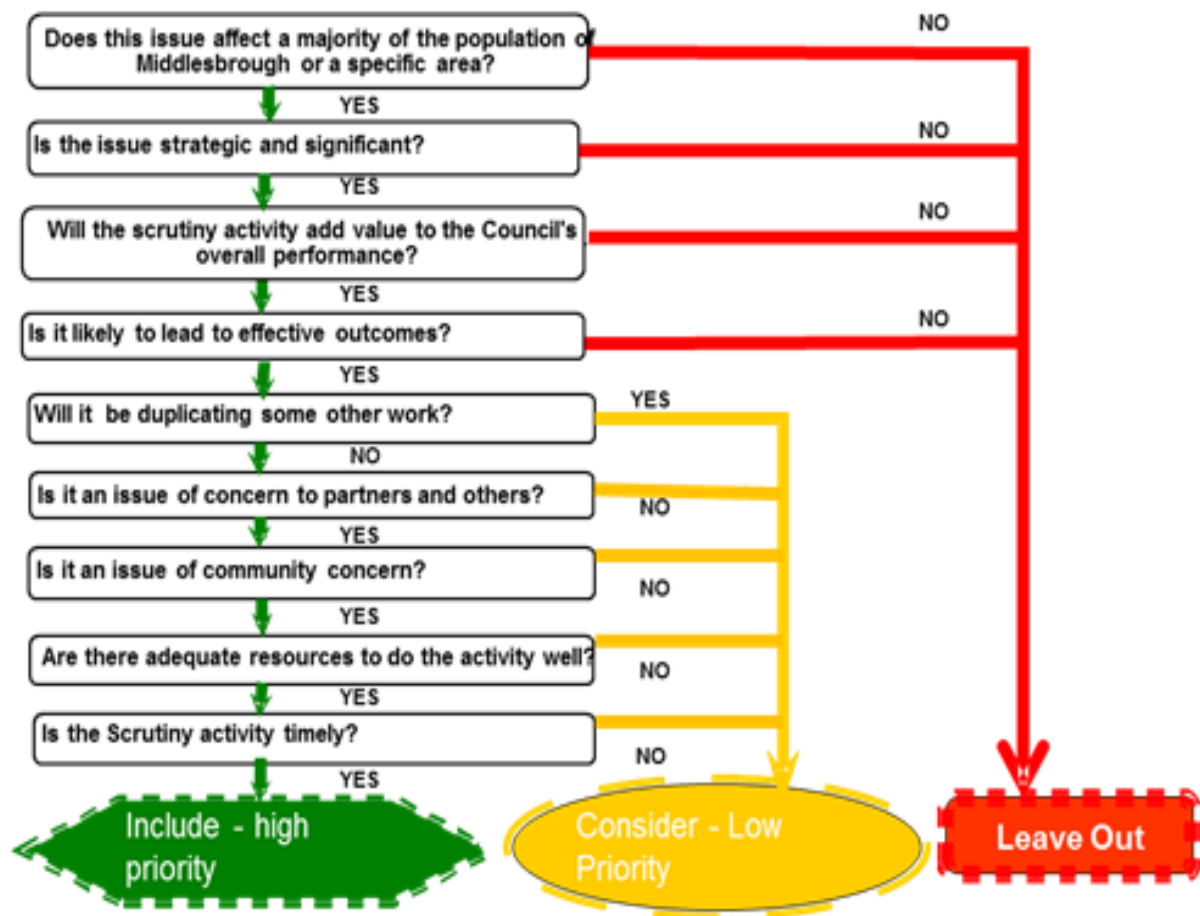 Does this issue affect a majority of the population of
Middlesbrough or a specific area?
NO
YES
Is the issue strategic and significant?
NO
YES
Will the scrutiny activity add value to the Council's
overall performance?
NO
YES
Is it likely to lead to effective outcomes?
NO
YES
Will it be duplicating some other work?
YES
NO
Is it an issue of concern to partners and others?
NO
YES
Is it an issue of community concern?
NO
YES
Are there adequate resources to do the activity well?
NO
YES
Is the Scrutiny activity timely?
NO
YES
Include - high
priority
Consider - Low
Priority
Leave Out